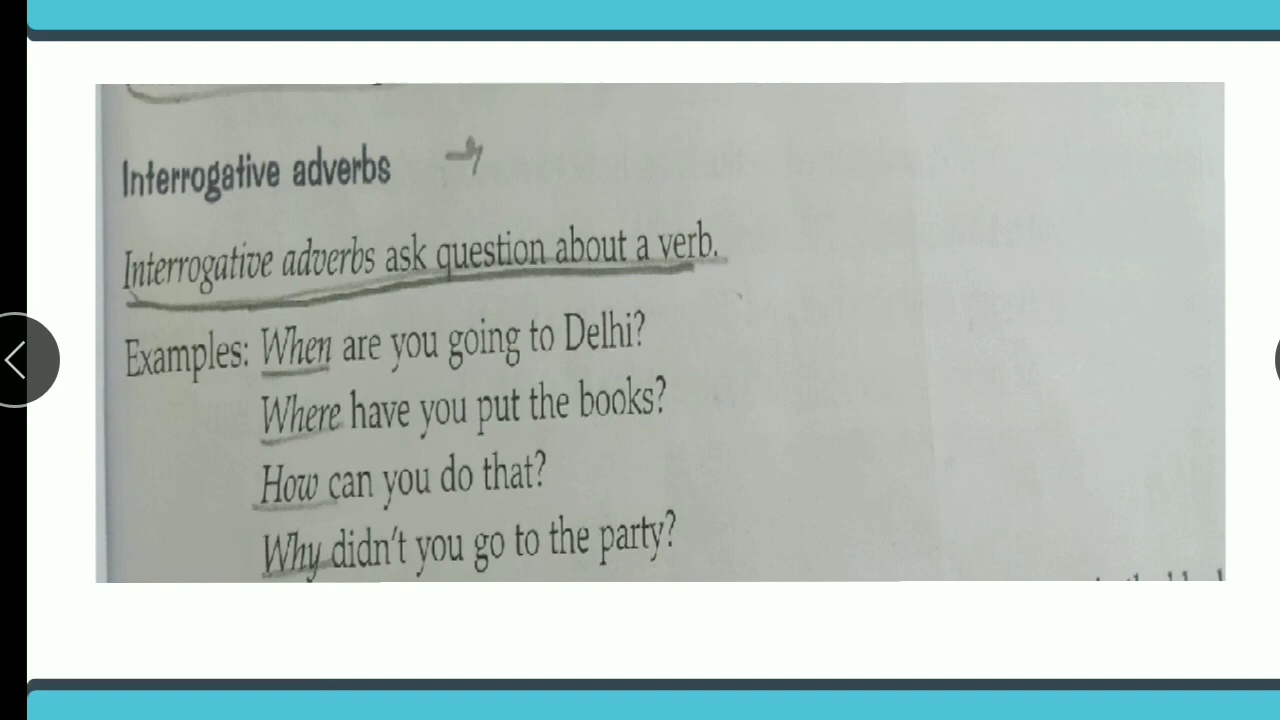 Interrogative adverbs
Interrogative adverbs ask question about a verb.
Examples: When are you going to Delhi?
Where have you put the books?
How can you do that?
Why didn't you go to the party?